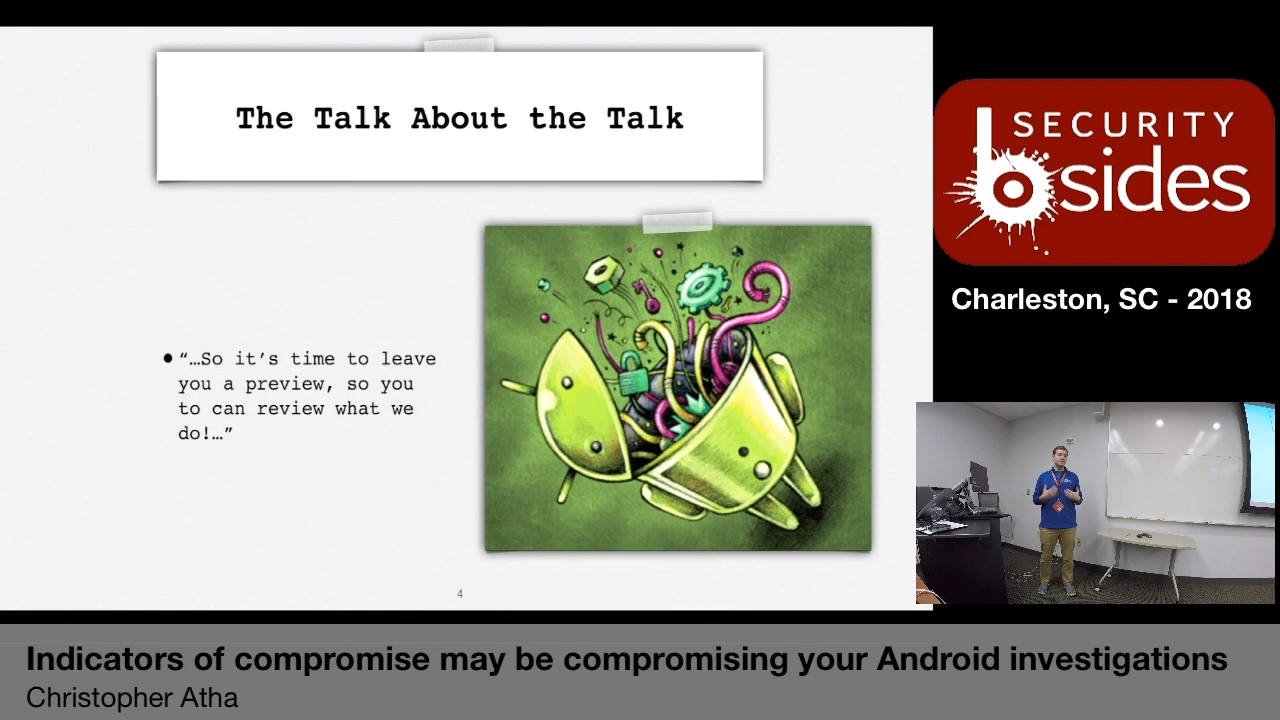 The Talk About the Talk
● “…So it’s time to leave
you a preview, so you
to can review what we
do!…”
4
SECURITY
bsides
Charleston, SC - 2018
Indicators of compromise may be compromising your Android investigations
Christopher Atha